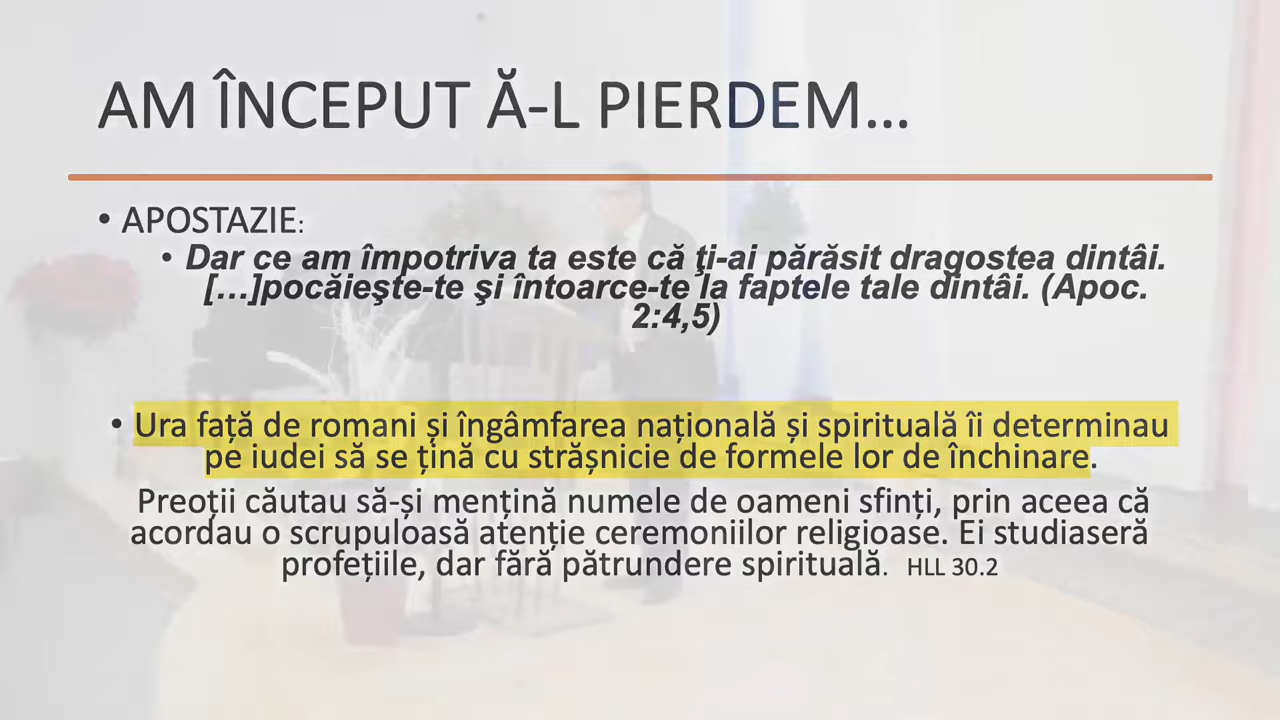 AM ÎNCEPUT Ă-L PIERDEM...
• APOSTAZIE:
• Dar ce am împotriva ta este că ţi-ai părăsit dragostea dintâi.
[…]pocăieşte-te şi întoarce-te la faptele tale dintâi. (Apoc.
2:4,5)
• Ura față de romani și îngâmfarea națională și spirituală îi determinau
pe iudei să se țină cu strășnicie de formele lor de închinare.
Preoții căutau să-și mențină numele de oameni sfinți, prin aceea că
acordau o scrupuloasă atenție ceremoniilor religioase. Ei studiaseră
profețiile, dar fără pătrundere spirituală. HLL 30.2